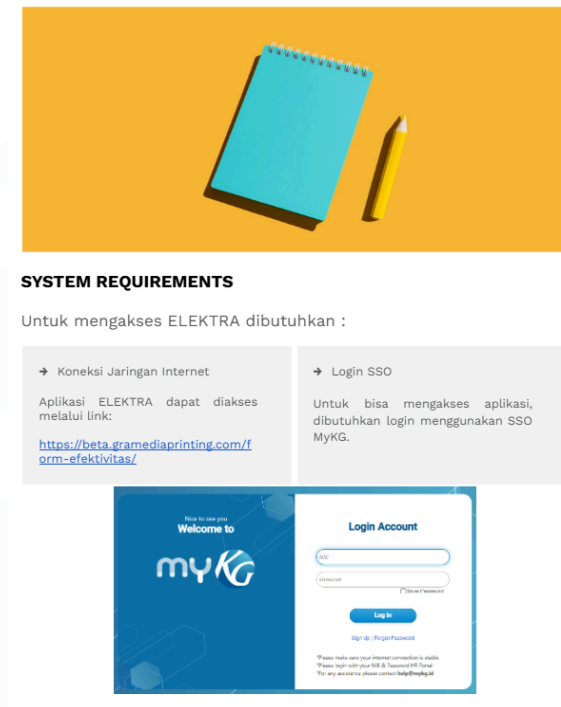 SYSTEM REQUIREMENTS
Untuk mengakses ELEKTRA dibutuhkan :
→ Koneksi Jaringan Internet
Aplikasi ELEKTRA dapat diakses
melalui link:
https://beta.gramediaprinting.com/f
orm-efektivitas/
→ Login SSO
Untuk bisa mengakses aplikasi,
dibutuhkan login menggunakan SSO
MyKG.
Nice to see you
Welcome to
myKG
Login Account
NIK
Password
Show Password
Log In
Sign Up | Forgot Password
*Please make sure your internet connection is stable
*Please login with your NIK & Password HR Portal
*For any assistance please contact help@mykg.id